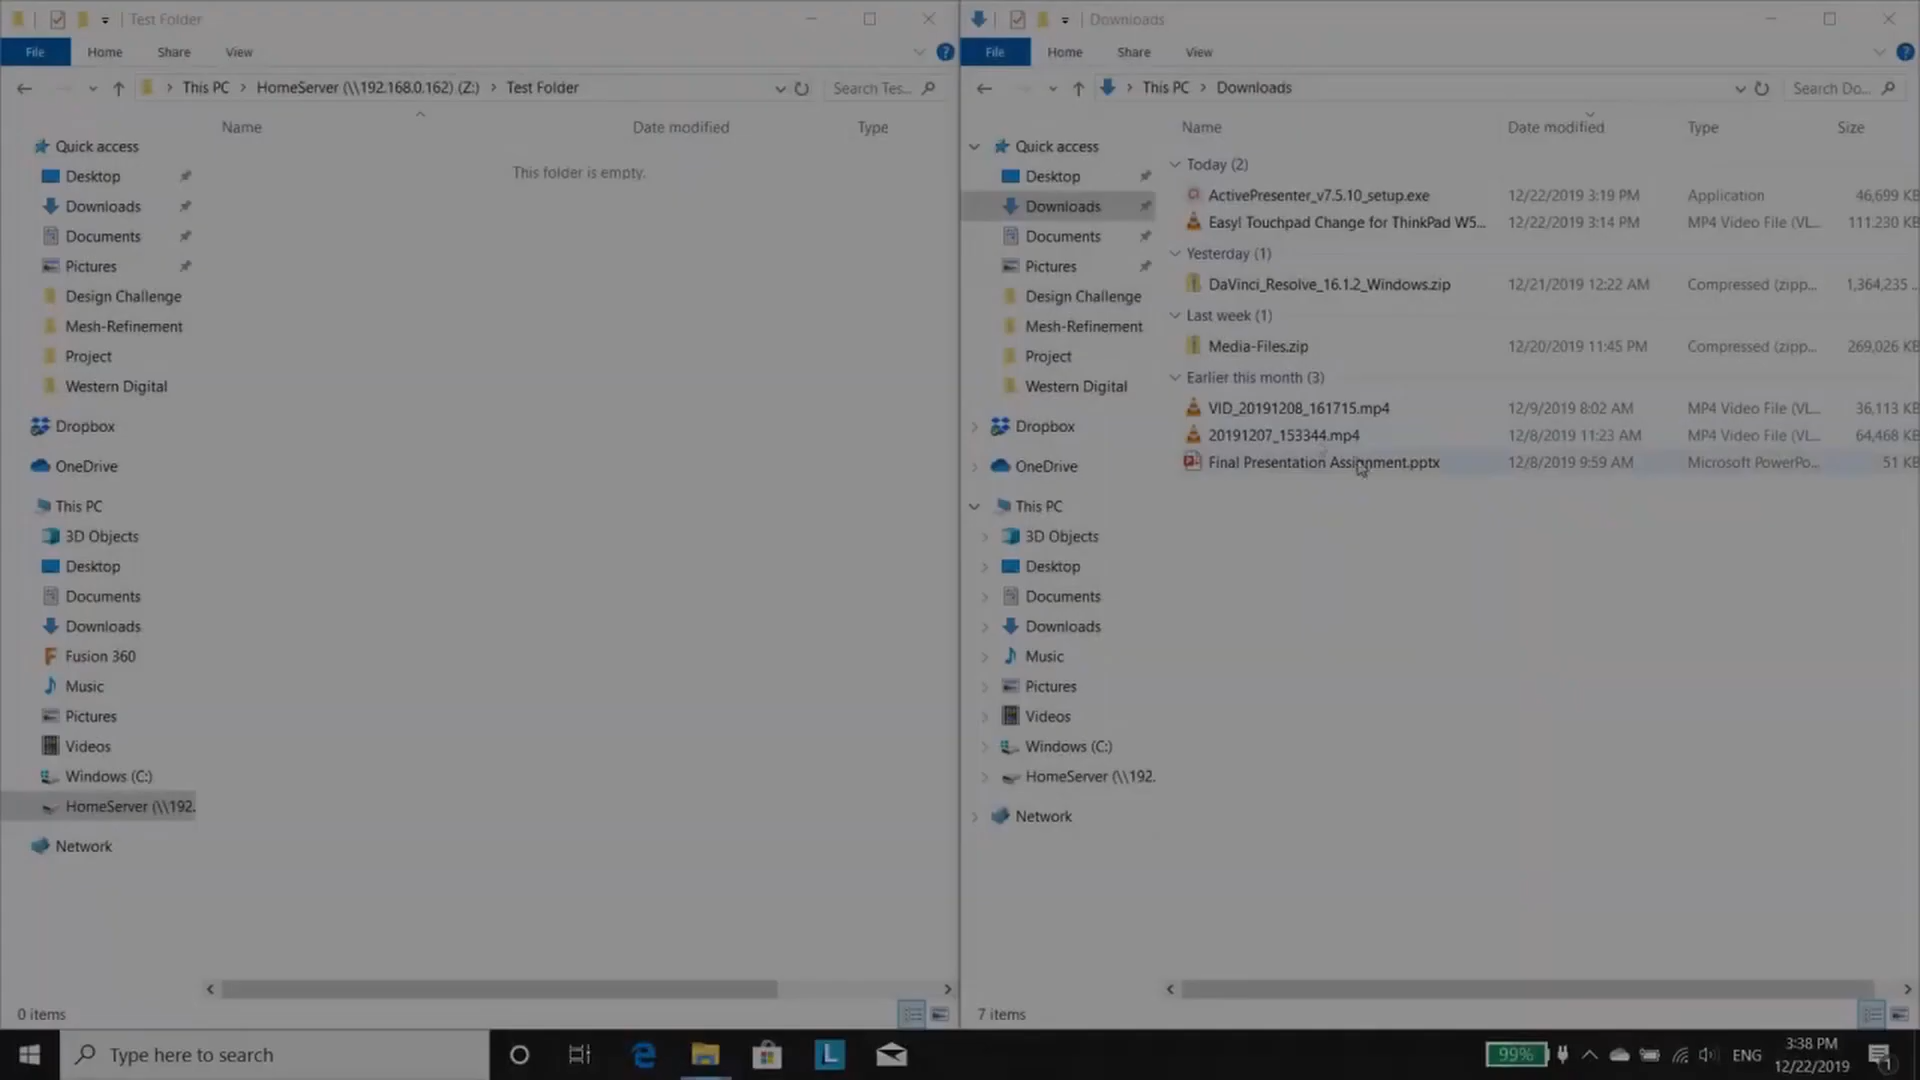 Test Folder
File Home Share View
This PC > HomeServer (\\192.168.0.162) (Z:) > Test Folder
Search Tes...
Name Date modified Type
This folder is empty.
Quick access
Desktop
Downloads
Documents
Pictures
Design Challenge
Mesh-Refinement
Project
Western Digital
Dropbox
OneDrive
This PC
3D Objects
Desktop
Documents
Downloads
Fusion 360
Music
Pictures
Videos
Windows (C:)
HomeServer (\\192.
Network
0 items
Downloads
File Home Share View
This PC > Downloads
Search Do...
Name Date modified Type Size
Quick access
Desktop
Downloads
Documents
Pictures
Design Challenge
Mesh-Refinement
Project
Western Digital
Dropbox
OneDrive
This PC
3D Objects
Desktop
Documents
Downloads
Music
Pictures
Videos
Windows (C:)
HomeServer (\\192.
Network
Today (2)
ActivePresenter_v7.5.10_setup.exe 12/22/2019 3:19 PM Application 46,699 KB
Easy! Touchpad Change for ThinkPad W5... 12/22/2019 3:14 PM MP4 Video File (VL... 111,230 KB
Yesterday (1)
DaVinci_Resolve_16.1.2_Windows.zip 12/21/2019 12:22 AM Compressed (zipp... 1,364,235 ..
Last week (1)
Media-Files.zip 12/20/2019 11:45 PM Compressed (zipp... 269,026 KB
Earlier this month (3)
VID_20191208_161715.mp4 12/9/2019 8:02 AM MP4 Video File (VL... 36,113 KB
20191207_153344.mp4 12/8/2019 11:23 AM MP4 Video File (VL... 64,468 KB
Final Presentation Assignment.pptx 12/8/2019 9:59 AM Microsoft PowerPo... 51 KB
7 items
Type here to search
L
99%
ENG
3:38 PM
12/22/2019
1